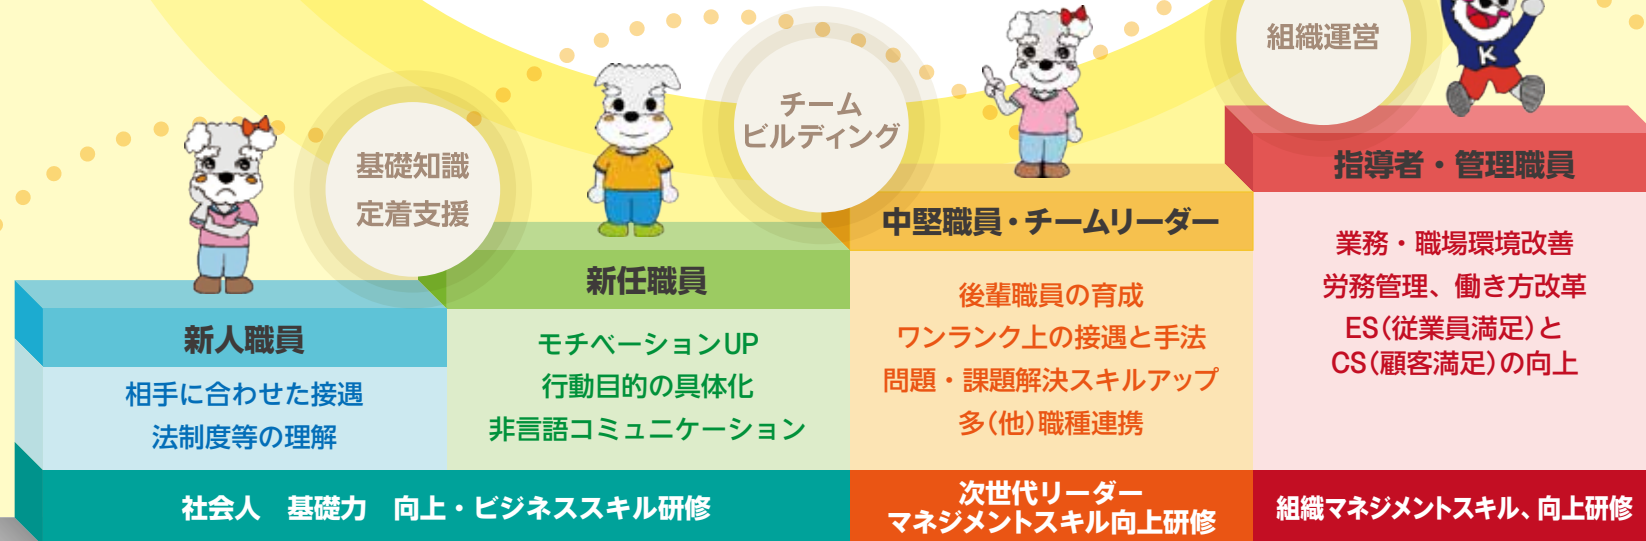 基礎知識
定着支援
チーム
ビルディング
組織運営
K
新人職員
相手に合わせた接遇
法制度等の理解
新任職員
モチベーションUP
行動目的の具体化
非言語コミュニケーション
中堅職員・チームリーダー
後輩職員の育成
ワンランク上の接遇と手法
問題・課題解決スキルアップ
多(他)職種連携
指導者・管理職員
業務・職場環境改善
労務管理、働き方改革
ES(従業員満足)と
CS(顧客満足)の向上
社会人　基礎力　向上・ビジネススキル研修
次世代リーダー
マネジメントスキル向上研修
組織マネジメントスキル、向上研修